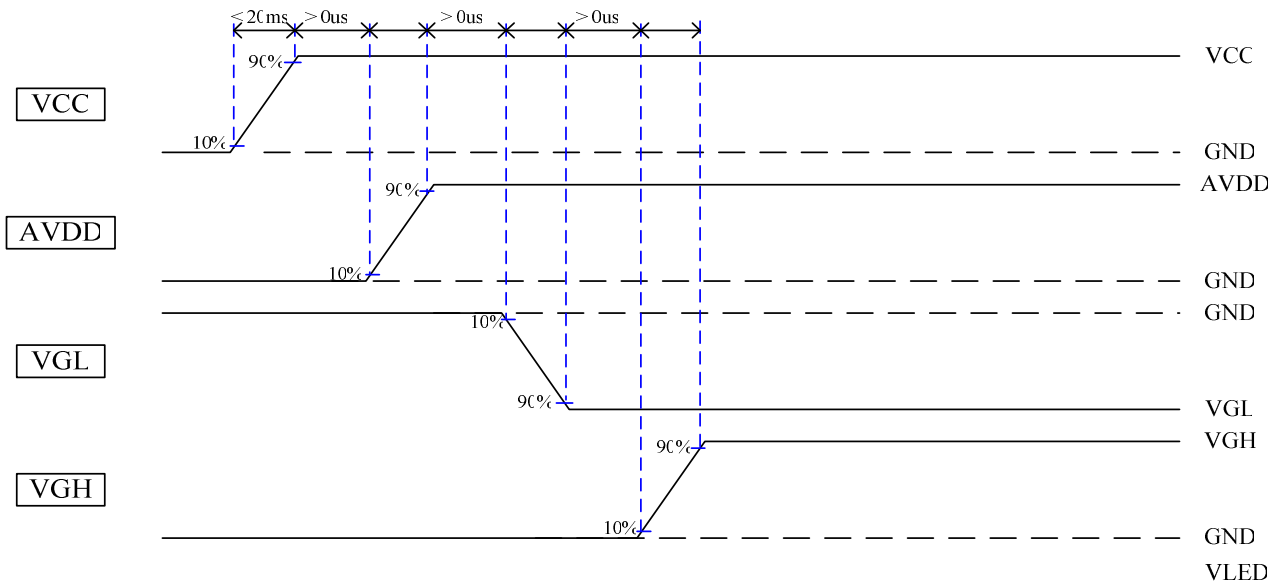 <20ms >0us >0us >0us
90% VCC
VCC
10% GND
90% AVDD
AVDD
10% GND
10% GND
VGL
90% VGL
90% VGH
VGH
10% GND
VLED